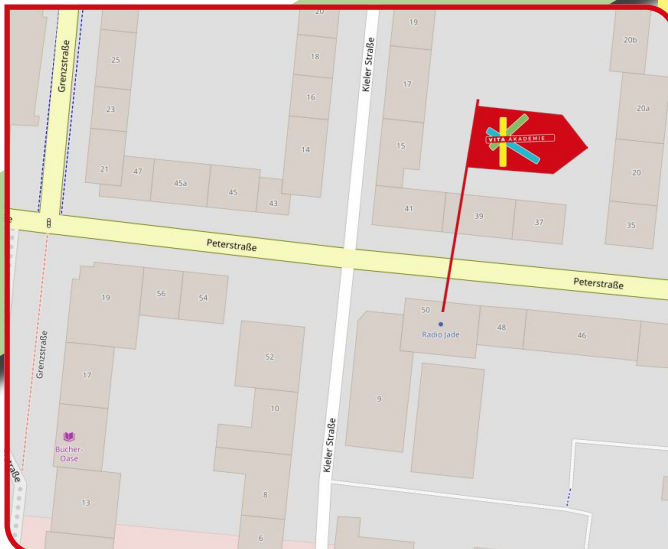 20
19
20b
25
18
Grenzstraße
Kieler Straße
17
16
20a
23
VITA AKADEMIE
15
14
21
47
45a
45
43
20
41
39
37
35
Peterstraße
Peterstraße
19
56
54
50
Radio Jade
48
46
52
Grenzstraße
17
10
9
Bücher-
Oase
Kieler Straße
raße
8
13
6